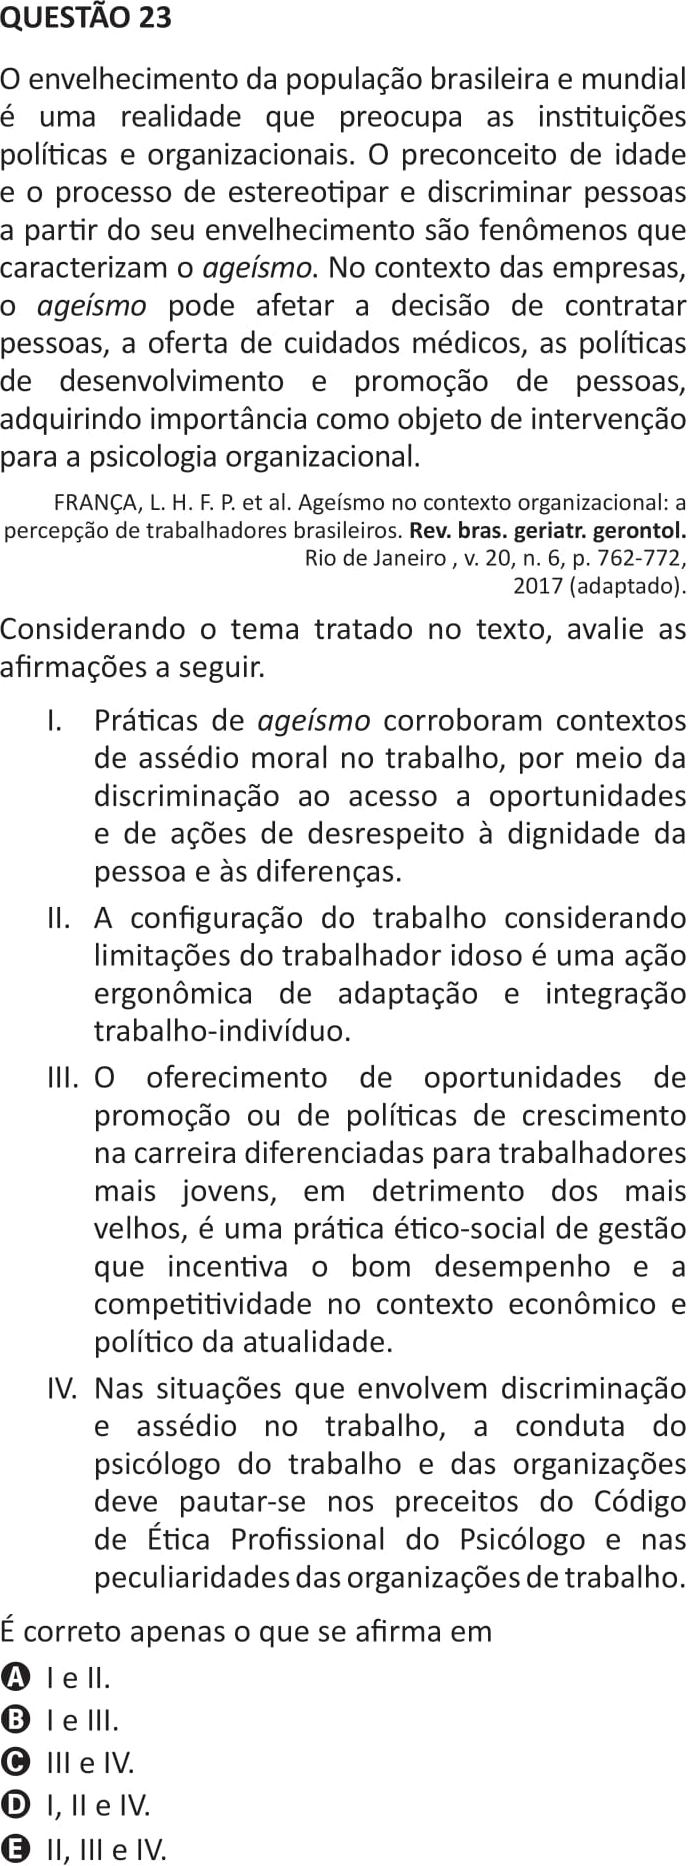 QUESTÃO 23
O envelhecimento da população brasileira e mundial
é uma realidade que preocupa as instituições
políticas e organizacionais. O preconceito de idade
e o processo de estereotipar e discriminar pessoas
a partir do seu envelhecimento são fenômenos que
caracterizam o ageísmo. No contexto das empresas,
o ageísmo pode afetar a decisão de contratar
pessoas, a oferta de cuidados médicos, as políticas
de desenvolvimento e promoção de pessoas,
adquirindo importância como objeto de intervenção
para a psicologia organizacional.
FRANÇA, L. H. F. P. et al. Ageísmo no contexto organizacional: a
percepção de trabalhadores brasileiros. Rev. bras. geriatr. gerontol.
Rio de Janeiro , v. 20, n. 6, p. 762-772,
2017 (adaptado).
Considerando o tema tratado no texto, avalie as
afirmações a seguir.
I. Práticas de ageísmo corroboram contextos
de assédio moral no trabalho, por meio da
discriminação ao acesso a oportunidades
e de ações de desrespeito à dignidade da
pessoa e às diferenças.
II. A configuração do trabalho considerando
limitações do trabalhador idoso é uma ação
ergonômica de adaptação e integração
trabalho-indivíduo.
III. O oferecimento de oportunidades de
promoção ou de políticas de crescimento
na carreira diferenciadas para trabalhadores
mais jovens, em detrimento dos mais
velhos, é uma prática ético-social de gestão
que incentiva o bom desempenho e a
competitividade no contexto econômico e
político da atualidade.
IV. Nas situações que envolvem discriminação
e assédio no trabalho, a conduta do
psicólogo do trabalho e das organizações
deve pautar-se nos preceitos do Código
de Ética Profissional do Psicólogo e nas
peculiaridades das organizações de trabalho.
É correto apenas o que se afirma em
A I e II.
B I e III.
C III e IV.
D I, II e IV.
E II, III e IV.